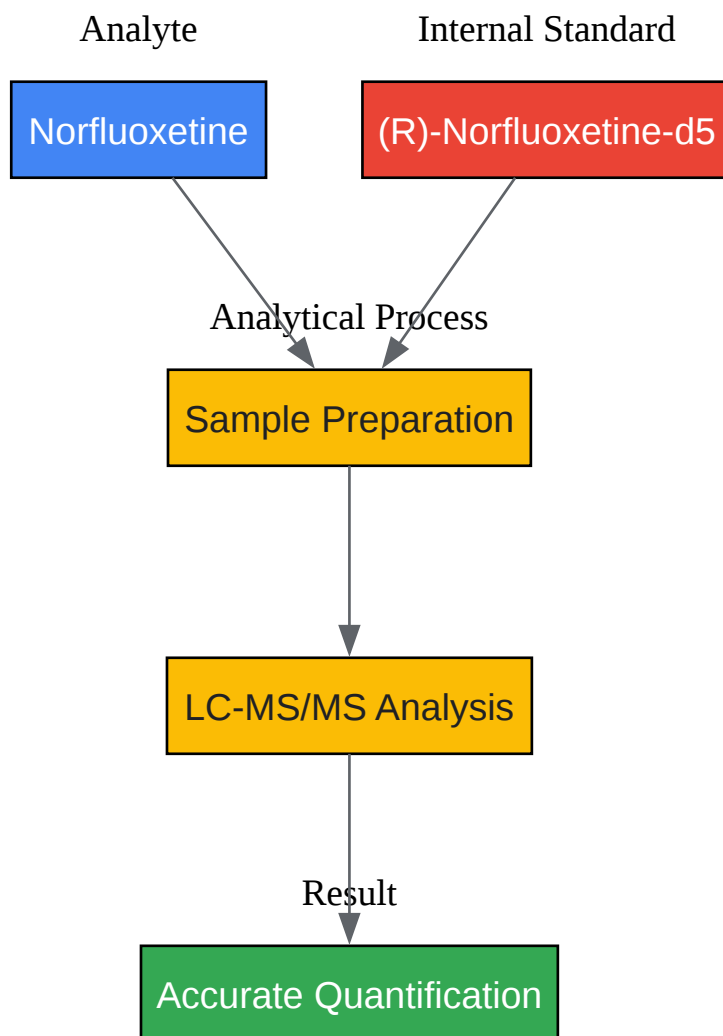 Analyte
Internal Standard
Norfluoxetine
(R)-Norfluoxetine-d5
Analytical Process
Sample Preparation
LC-MS/MS Analysis
Result
Accurate Quantification